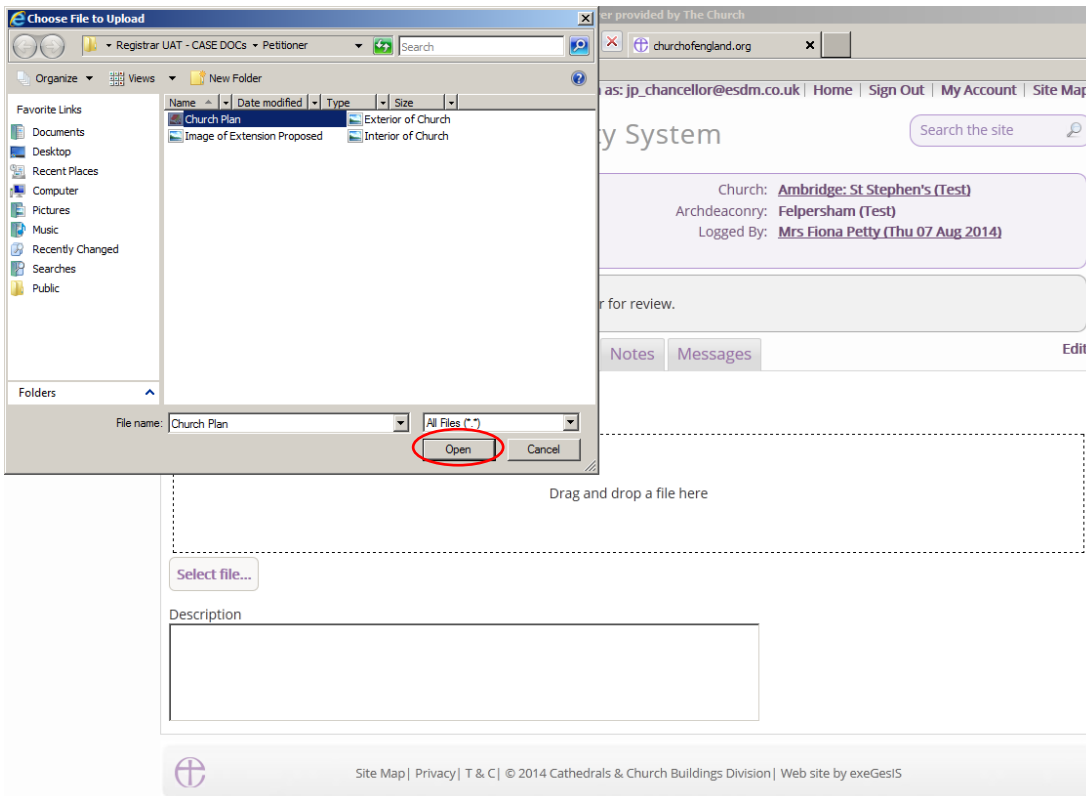 Choose File to Upload
er provided by The Church
Registrar UAT - CASE DOCs
Petitioner
Search
churchofengland.org
Organize
Views
New Folder
as: jp_chancellor@esdm.co.uk | Home | Sign Out | My Account | Site Map
Favorite Links
Name
Date modified
Type
Size
Documents
Desktop
Recent Places
Computer
Pictures
Music
Recently Changed
Searches
Public
Church Plan
Exterior of Church
Image of Extension Proposed
Interior of Church
y System
Search the site
Church: Ambridge: St Stephen's (Test)
Archdeaconry: Felpersham (Test)
Logged By: Mrs Fiona Petty (Thu 07 Aug 2014)
r for review.
Notes
Messages
Edit
Folders
File name: Church Plan
All Files (*.*)
Open
Cancel
Drag and drop a file here
Select file...
Description
Site Map| Privacy| T & C| © 2014 Cathedrals & Church Buildings Division| Web site by exeGesIS